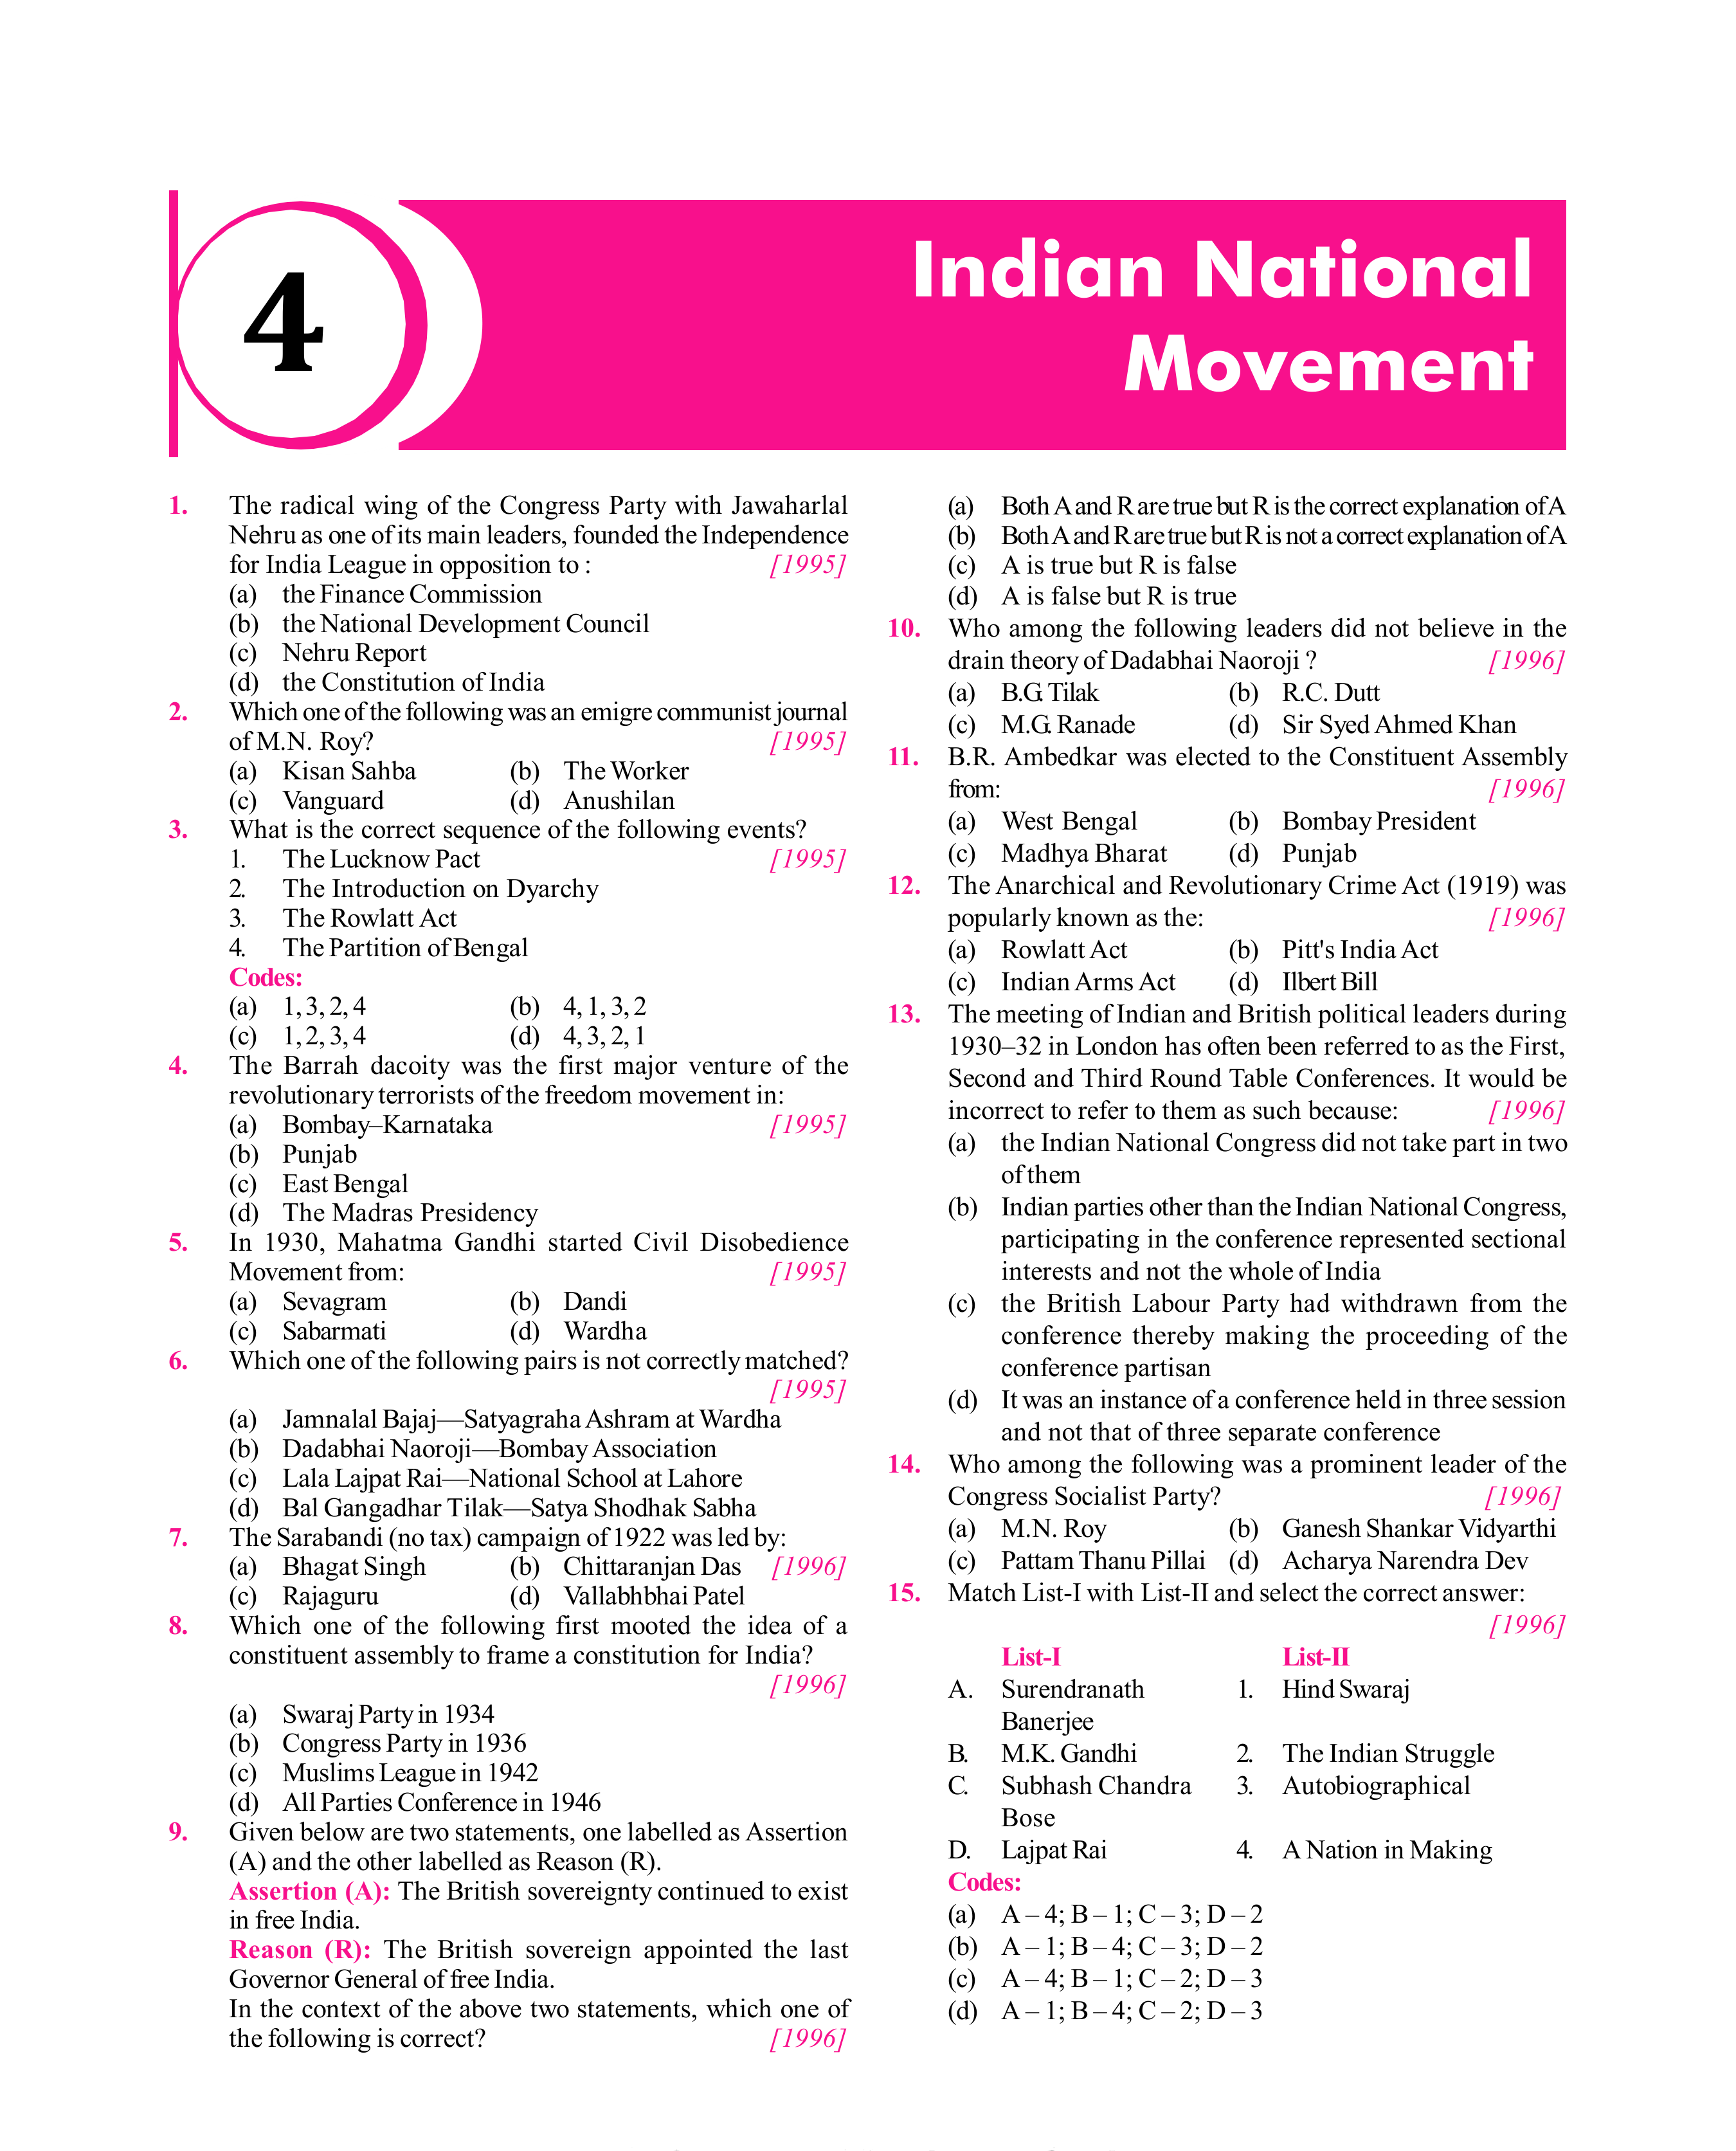 4
Indian National
Movement
1. The radical wing of the Congress Party with Jawaharlal
Nehru as one of its main leaders, founded the Independence
for India League in opposition to : [1995]
(a) the Finance Commission
(b) the National Development Council
(c) Nehru Report
(d) the Constitution of India
2. Which one of the following was an emigre communist journal
of M.N. Roy? [1995]
(a) Kisan Sahba (b) The Worker
(c) Vanguard (d) Anushilan
3. What is the correct sequence of the following events?
1. The Lucknow Pact [1995]
2. The Introduction on Dyarchy
3. The Rowlatt Act
4. The Partition of Bengal
Codes:
(a) 1, 3, 2, 4 (b) 4, 1, 3, 2
(c) 1, 2, 3, 4 (d) 4, 3, 2, 1
4. The Barrah dacoity was the first major venture of the
revolutionary terrorists of the freedom movement in:
(a) Bombay–Karnataka [1995]
(b) Punjab
(c) East Bengal
(d) The Madras Presidency
5. In 1930, Mahatma Gandhi started Civil Disobedience
Movement from: [1995]
(a) Sevagram (b) Dandi
(c) Sabarmati (d) Wardha
6. Which one of the following pairs is not correctly matched?
[1995]
(a) Jamnalal Bajaj—Satyagraha Ashram at Wardha
(b) Dadabhai Naoroji—Bombay Association
(c) Lala Lajpat Rai—National School at Lahore
(d) Bal Gangadhar Tilak—Satya Shodhak Sabha
7. The Sarabandi (no tax) campaign of 1922 was led by:
(a) Bhagat Singh (b) Chittaranjan Das [1996]
(c) Rajaguru (d) Vallabhbhai Patel
8. Which one of the following first mooted the idea of a
constituent assembly to frame a constitution for India?
[1996]
(a) Swaraj Party in 1934
(b) Congress Party in 1936
(c) Muslims League in 1942
(d) All Parties Conference in 1946
9. Given below are two statements, one labelled as Assertion
(A) and the other labelled as Reason (R).
Assertion (A): The British sovereignty continued to exist
in free India.
Reason (R): The British sovereign appointed the last
Governor General of free India.
In the context of the above two statements, which one of
the following is correct? [1996]
(a) Both A and R are true but R is the correct explanation of A
(b) Both A and R are true but R is not a correct explanation of A
(c) A is true but R is false
(d) A is false but R is true
10. Who among the following leaders did not believe in the
drain theory of Dadabhai Naoroji ? [1996]
(a) B.G. Tilak (b) R.C. Dutt
(c) M.G. Ranade (d) Sir Syed Ahmed Khan
11. B.R. Ambedkar was elected to the Constituent Assembly
from: [1996]
(a) West Bengal (b) Bombay President
(c) Madhya Bharat (d) Punjab
12. The Anarchical and Revolutionary Crime Act (1919) was
popularly known as the: [1996]
(a) Rowlatt Act (b) Pitt's India Act
(c) Indian Arms Act (d) Ilbert Bill
13. The meeting of Indian and British political leaders during
1930–32 in London has often been referred to as the First,
Second and Third Round Table Conferences. It would be
incorrect to refer to them as such because: [1996]
(a) the Indian National Congress did not take part in two
of them
(b) Indian parties other than the Indian National Congress,
participating in the conference represented sectional
interests and not the whole of India
(c) the British Labour Party had withdrawn from the
conference thereby making the proceeding of the
conference partisan
(d) It was an instance of a conference held in three session
and not that of three separate conference
14. Who among the following was a prominent leader of the
Congress Socialist Party? [1996]
(a) M.N. Roy (b) Ganesh Shankar Vidyarthi
(c) Pattam Thanu Pillai (d) Acharya Narendra Dev
15. Match List-I with List-II and select the correct answer:
[1996]
List-I List-II
A. Surendranath 1. Hind Swaraj
Banerjee
B. M.K. Gandhi 2. The Indian Struggle
C. Subhash Chandra 3. Autobiographical
Bose
D. Lajpat Rai 4. A Nation in Making
Codes:
(a) A – 4; B – 1; C – 3; D – 2
(b) A – 1; B – 4; C – 3; D – 2
(c) A – 4; B – 1; C – 2; D – 3
(d) A – 1; B – 4; C – 2; D – 3